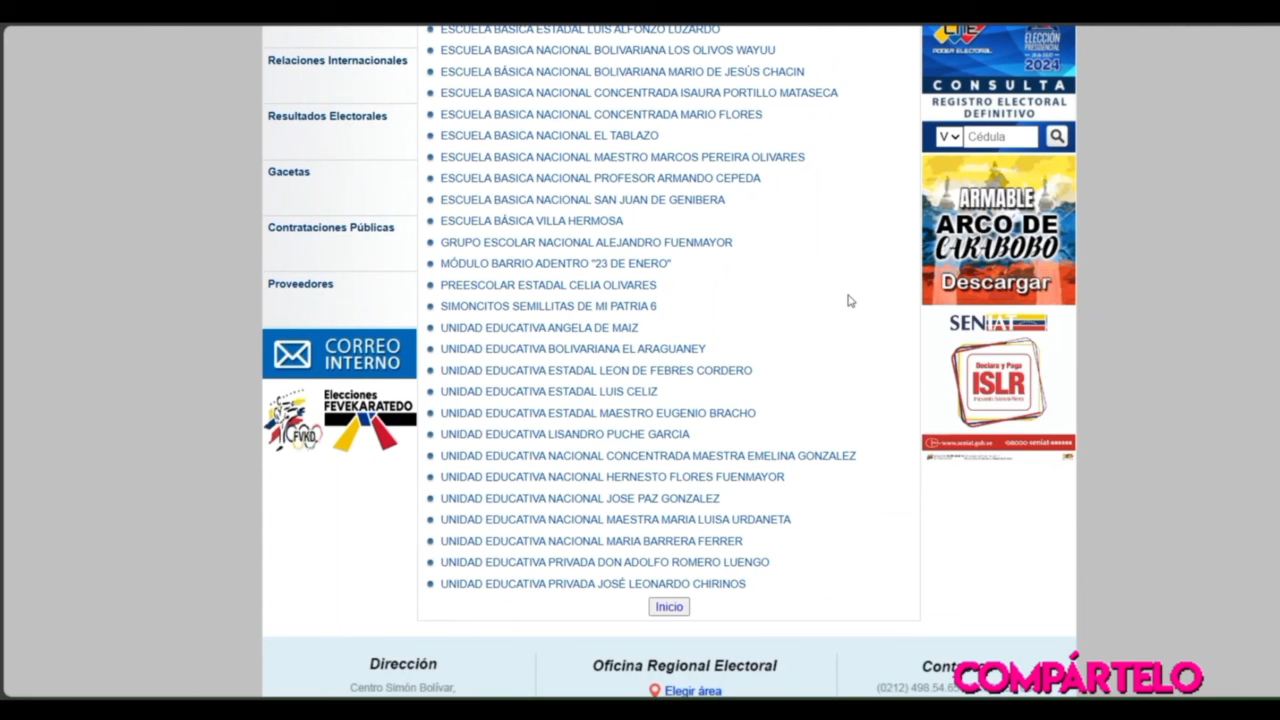 Relaciones Internacionales
Resultados Electorales
Gacetas
Contrataciones Públicas
Proveedores
CORREO INTERNO
Elecciones
FEVEKARATEDO
FVKD
ESCUELA BASICA ESTADAL LUIS ALFONZO LUZARDO
ESCUELA BASICA NACIONAL BOLIVARIANA LOS OLIVOS WAYUU
ESCUELA BÁSICA NACIONAL BOLIVARIANA MARIO DE JESÚS CHACIN
ESCUELA BASICA NACIONAL CONCENTRADA ISAURA PORTILLO MATASECA
ESCUELA BASICA NACIONAL CONCENTRADA MARIO FLORES
ESCUELA BASICA NACIONAL EL TABLAZO
ESCUELA BASICA NACIONAL MAESTRO MARCOS PEREIRA OLIVARES
ESCUELA BASICA NACIONAL PROFESOR ARMANDO CEPEDA
ESCUELA BASICA NACIONAL SAN JUAN DE GENIBERA
ESCUELA BÁSICA VILLA HERMOSA
GRUPO ESCOLAR NACIONAL ALEJANDRO FUENMAYOR
MÓDULO BARRIO ADENTRO "23 DE ENERO"
PREESCOLAR ESTADAL CELIA OLIVARES
SIMONCITOS SEMILLITAS DE MI PATRIA 6
UNIDAD EDUCATIVA ANGELA DE MAIZ
UNIDAD EDUCATIVA BOLIVARIANA EL ARAGUANEY
UNIDAD EDUCATIVA ESTADAL LEON DE FEBRES CORDERO
UNIDAD EDUCATIVA ESTADAL LUIS CELIZ
UNIDAD EDUCATIVA ESTADAL MAESTRO EUGENIO BRACHO
UNIDAD EDUCATIVA LISANDRO PUCHE GARCIA
UNIDAD EDUCATIVA NACIONAL CONCENTRADA MAESTRA EMELINA GONZALEZ
UNIDAD EDUCATIVA NACIONAL HERNESTO FLORES FUENMAYOR
UNIDAD EDUCATIVA NACIONAL JOSE PAZ GONZALEZ
UNIDAD EDUCATIVA NACIONAL MAESTRA MARIA LUISA URDANETA
UNIDAD EDUCATIVA NACIONAL MARIA BARRERA FERRER
UNIDAD EDUCATIVA PRIVADA DON ADOLFO ROMERO LUENGO
UNIDAD EDUCATIVA PRIVADA JOSÉ LEONARDO CHIRINOS
Inicio
CNE
PODER ELECTORAL
ELECCIÓN
PRESIDENCIAL
2024
CONSULTA
REGISTRO ELECTORAL
DEFINITIVO
V Cédula
ARMABLE
ARCO DE
CARABOBO
Descargar
SENIAT
Declara y Paga
ISLR
www.seniat.gob.ve
Dirección
Centro Simón Bolívar,
Oficina Regional Electoral
Elegir área
(0212) 498.54
COMPÁRTELO